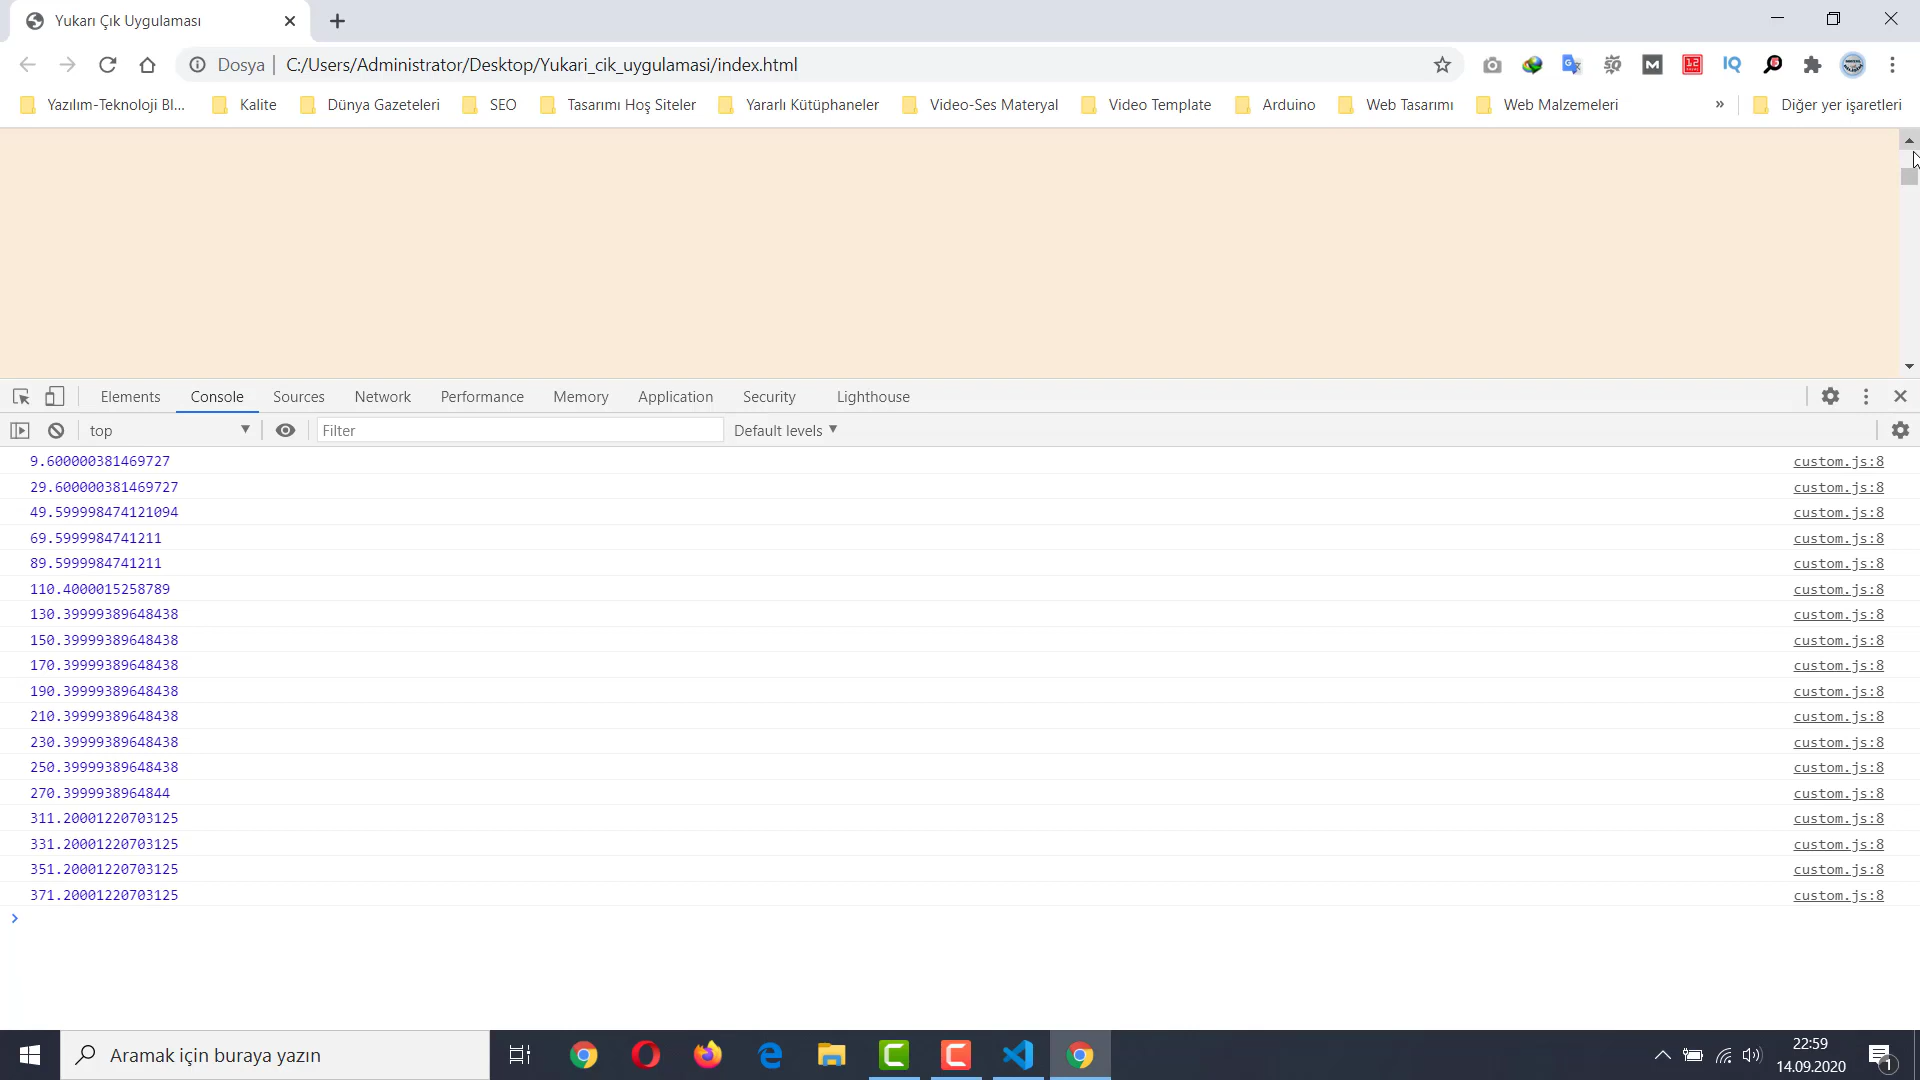 Yukarı Çık Uygulaması
Dosya | C:/Users/Administrator/Desktop/Yukari_cik_uygulamasi/index.html
Yazılım-Teknoloji Bl... Kalite Dünya Gazeteleri SEO Tasarımı Hoş Siteler Yararlı Kütüphaneler Video-Ses Materyal Video Template Arduino Web Tasarımı Web Malzemeleri » Diğer yer işaretleri
Elements Console Sources Network Performance Memory Application Security Lighthouse
top Filter Default levels
9.600000381469727 custom.js:8
29.600000381469727 custom.js:8
49.599998474121094 custom.js:8
69.5999984741211 custom.js:8
89.5999984741211 custom.js:8
110.4000015258789 custom.js:8
130.39999389648438 custom.js:8
150.39999389648438 custom.js:8
170.39999389648438 custom.js:8
190.39999389648438 custom.js:8
210.39999389648438 custom.js:8
230.39999389648438 custom.js:8
250.39999389648438 custom.js:8
270.3999938964844 custom.js:8
311.20001220703125 custom.js:8
331.20001220703125 custom.js:8
351.20001220703125 custom.js:8
371.20001220703125 custom.js:8
Aramak için buraya yazın
22:59
14.09.2020
1